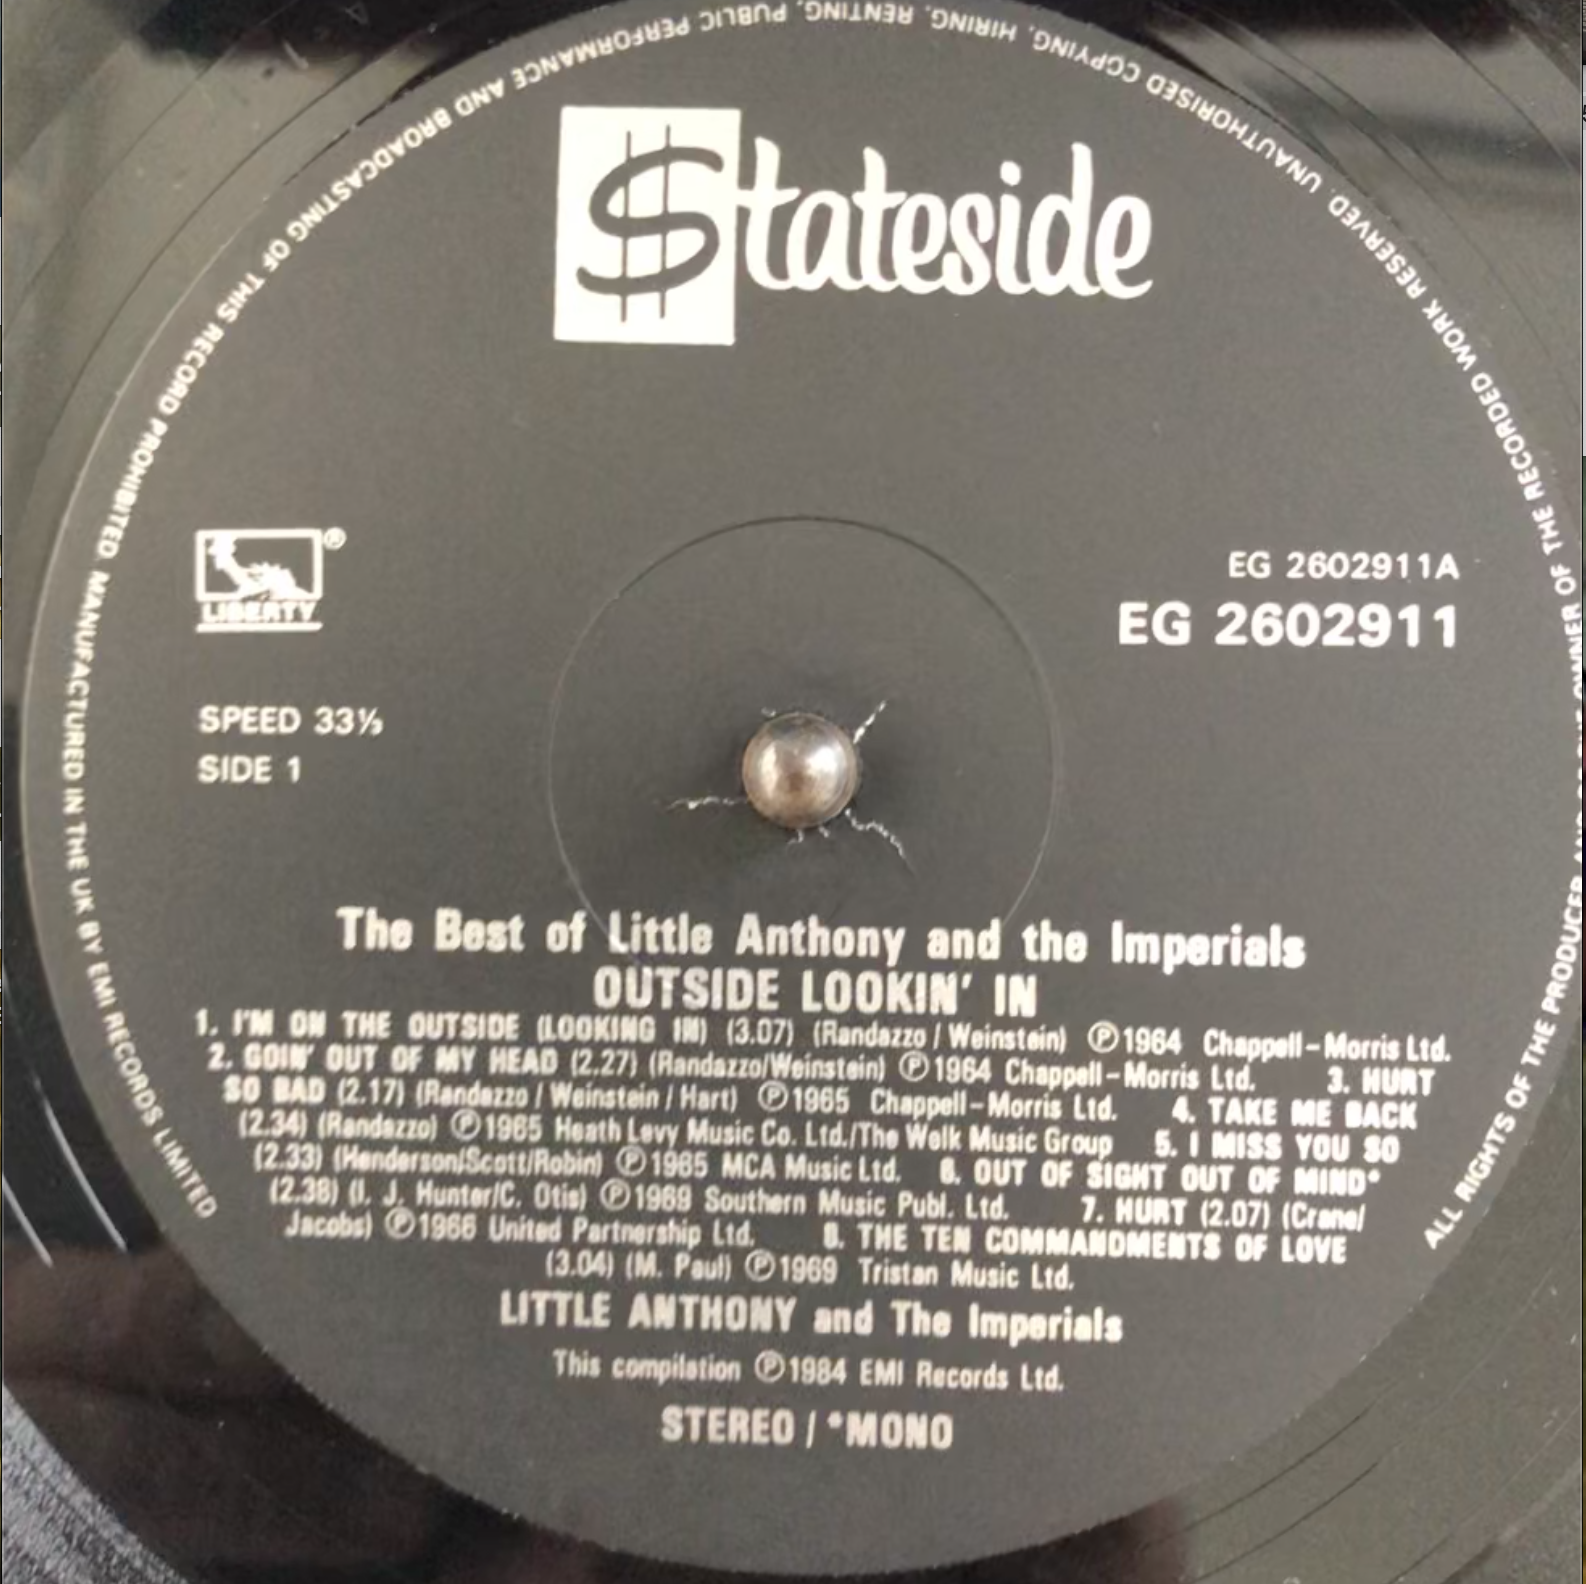 $tateside
LIBERTY ®
EG 2602911A
EG 2602911
SPEED 33⅓
SIDE 1
The Best of Little Anthony and the Imperials
OUTSIDE LOOKIN' IN
1. I'M ON THE OUTSIDE (LOOKING IN) (3.07) (Randazzo / Weinstein) ℗1964 Chappell-Morris Ltd.
2. GOIN' OUT OF MY HEAD (2.27) (Randazzo/Weinstein) ℗1964 Chappell-Morris Ltd. 3. HURT
SO BAD (2.17) (Randazzo / Weinstein / Hart) ℗1965 Chappell-Morris Ltd. 4. TAKE ME BACK
(2.34) (Randazzo) ℗1965 Heath Levy Music Co. Ltd./The Welk Music Group 5. I MISS YOU SO
(2.33) (Henderson/Scott/Robin) ℗1965 MCA Music Ltd. 6. OUT OF SIGHT OUT OF MIND*
(2.38) (I. J. Hunter/C. Otis) ℗1969 Southern Music Publ. Ltd. 7. HURT (2.07) (Crane/
Jacobs) ℗1966 United Partnership Ltd. 8. THE TEN COMMANDMENTS OF LOVE
(3.04) (M. Paul) ℗1969 Tristan Music Ltd.
LITTLE ANTHONY and The Imperials
This compilation ℗1984 EMI Records Ltd.
STEREO / *MONO
ALL RIGHTS OF THE PRODUCER AND OF THE OWNER OF THE RECORDED WORK RESERVED. UNAUTHORISED COPYING, HIRING, RENTING, PUBLIC PERFORMANCE AND BROADCASTING OF THIS RECORD PROHIBITED. MANUFACTURED IN THE UK BY EMI RECORDS LIMITED